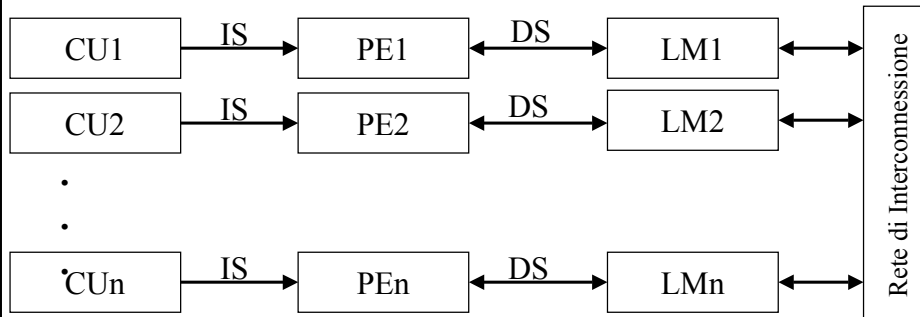 CU1 IS PE1 DS LM1
CU2 IS PE2 DS LM2
.
.
.
CUn IS PEn DS LMn
Rete di Interconnessione